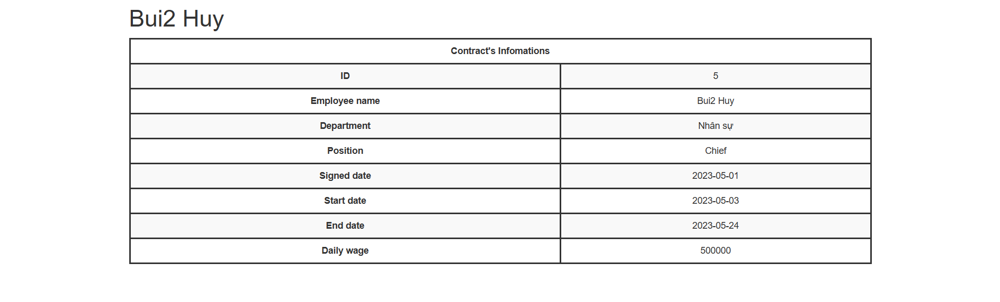 Bui2 Huy
Contract's Infomations
ID 5
Employee name Bui2 Huy
Department Nhân sự
Position Chief
Signed date 2023-05-01
Start date 2023-05-03
End date 2023-05-24
Daily wage 500000